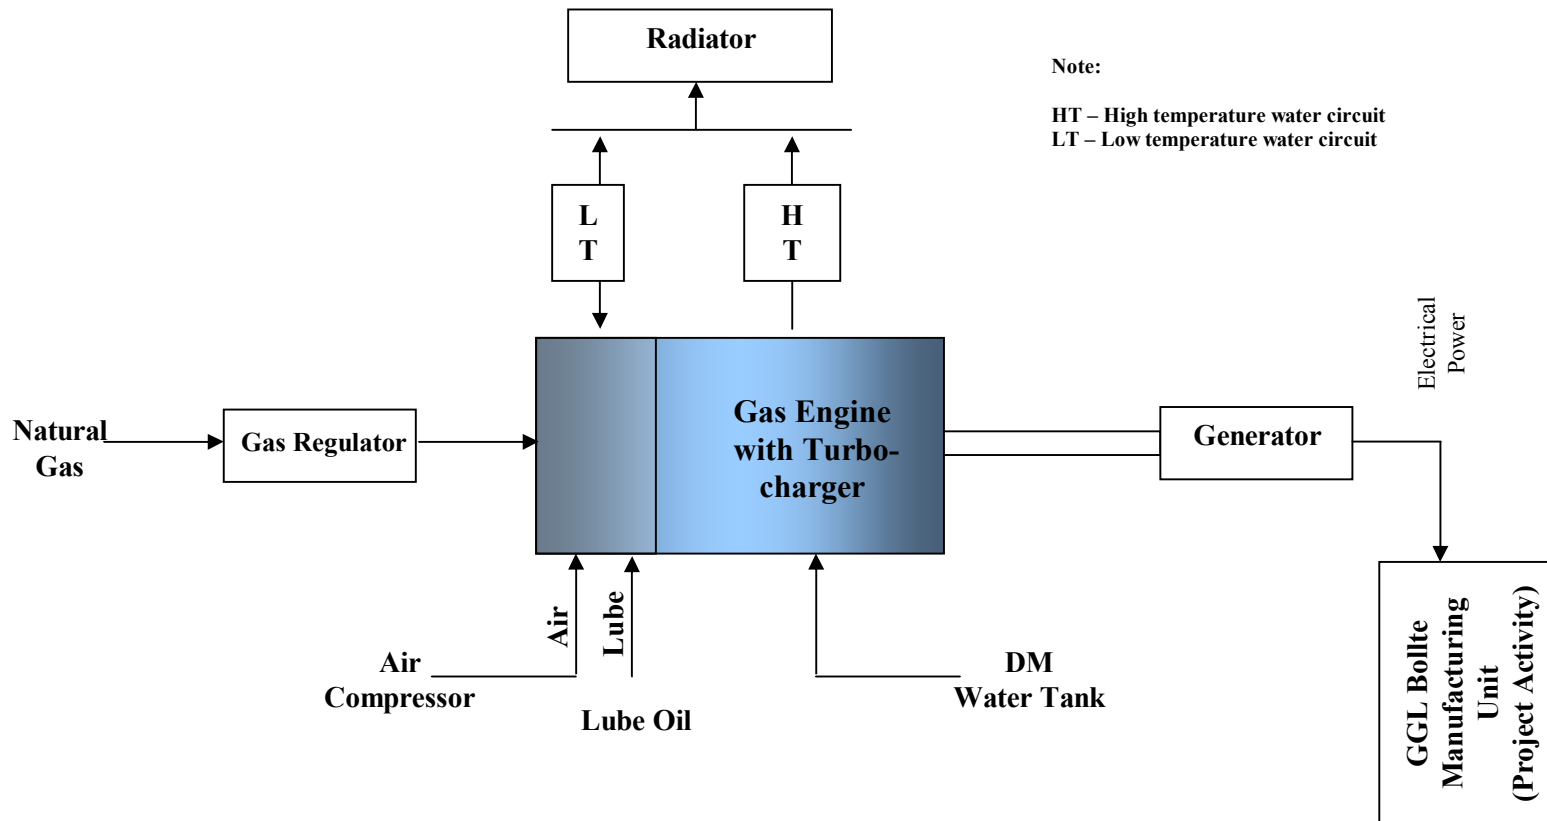 Radiator
Note:
HT – High temperature water circuit
LT – Low temperature water circuit
L
T
H
T
Electrical
Power
Natural
Gas
Gas Regulator
Gas Engine
with Turbo-
charger
Generator
Air
Lube
Air
Compressor
Lube Oil
DM
Water Tank
GGL Bollte
Manufacturing
Unit
(Project Activity)